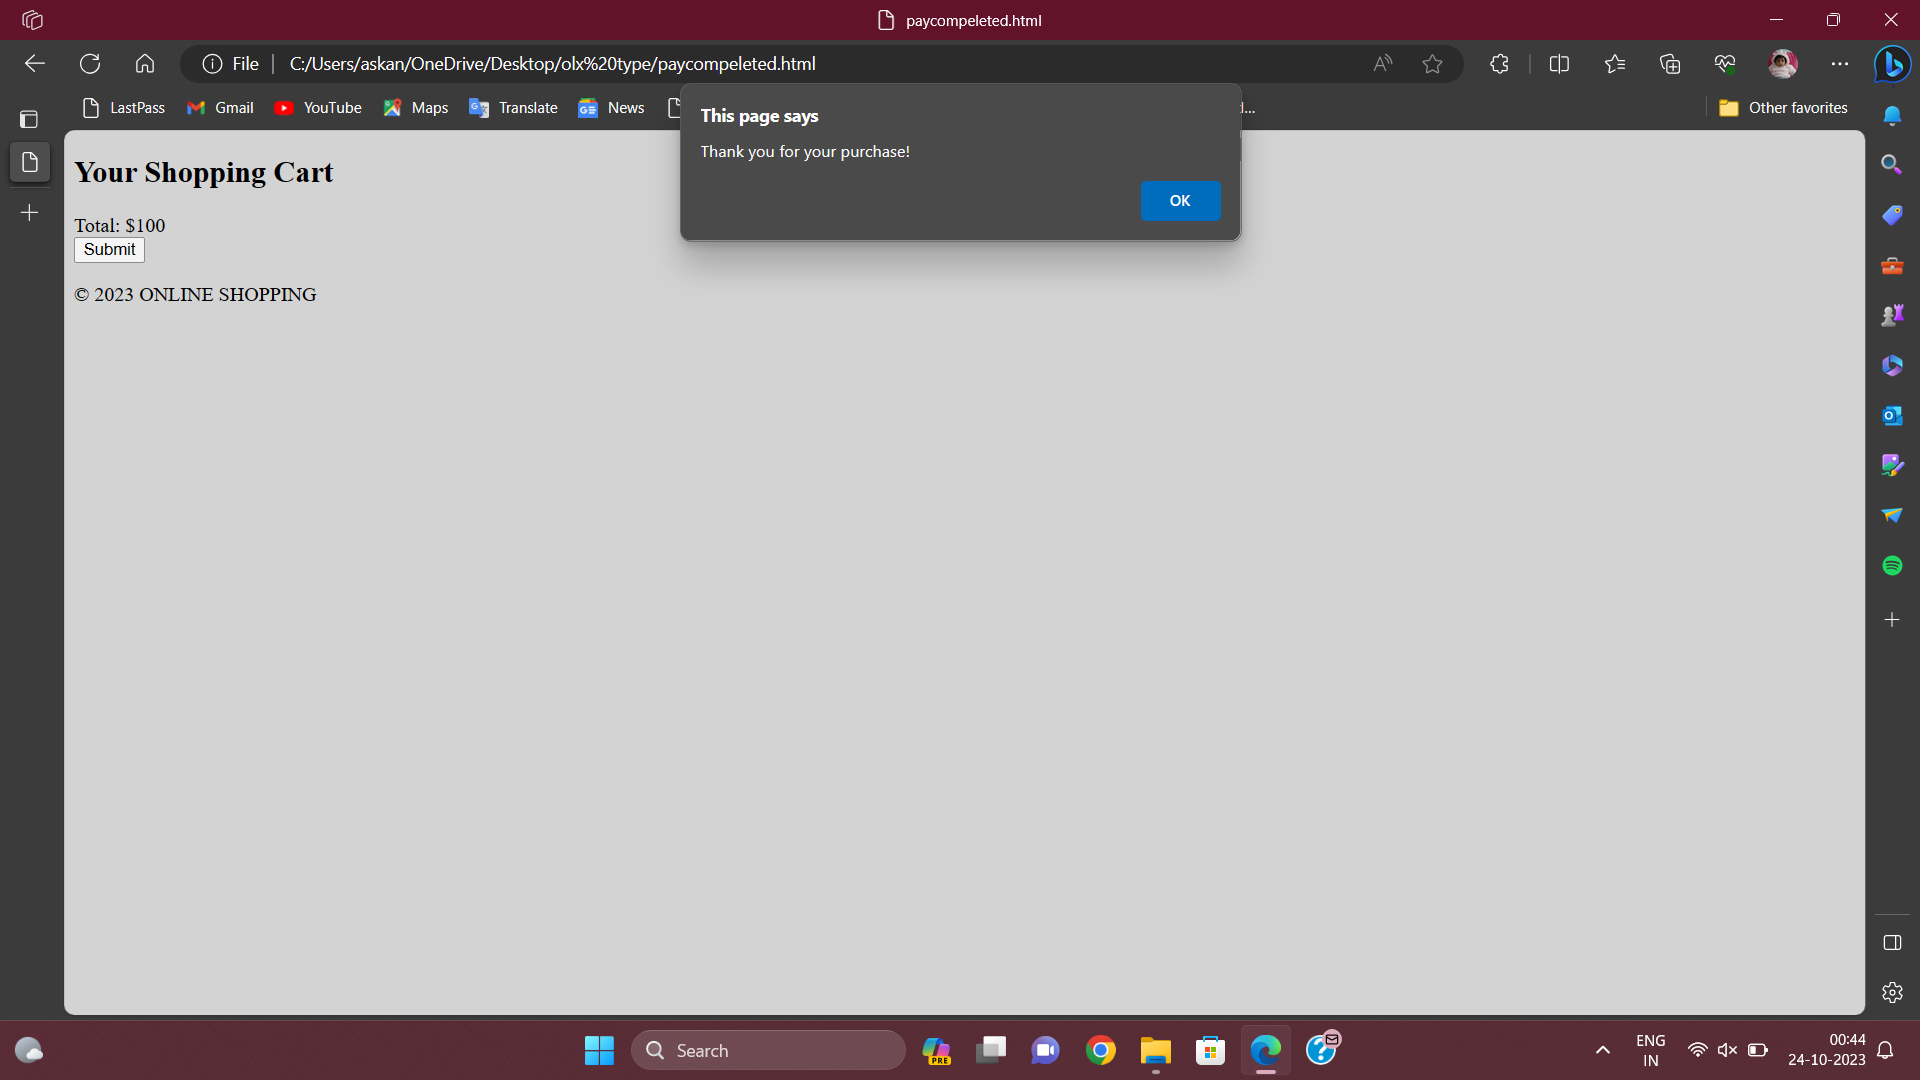 paycompeleted.html
File
C:/Users/askan/OneDrive/Desktop/olx%20type/paycompeleted.html
LastPass
Gmail
YouTube
Maps
Translate
News
Other favorites
This page says
Thank you for your purchase!
OK
Your Shopping Cart
Total: $100
Submit
© 2023 ONLINE SHOPPING
Search
PRE
ENG
IN
00:44
24-10-2023